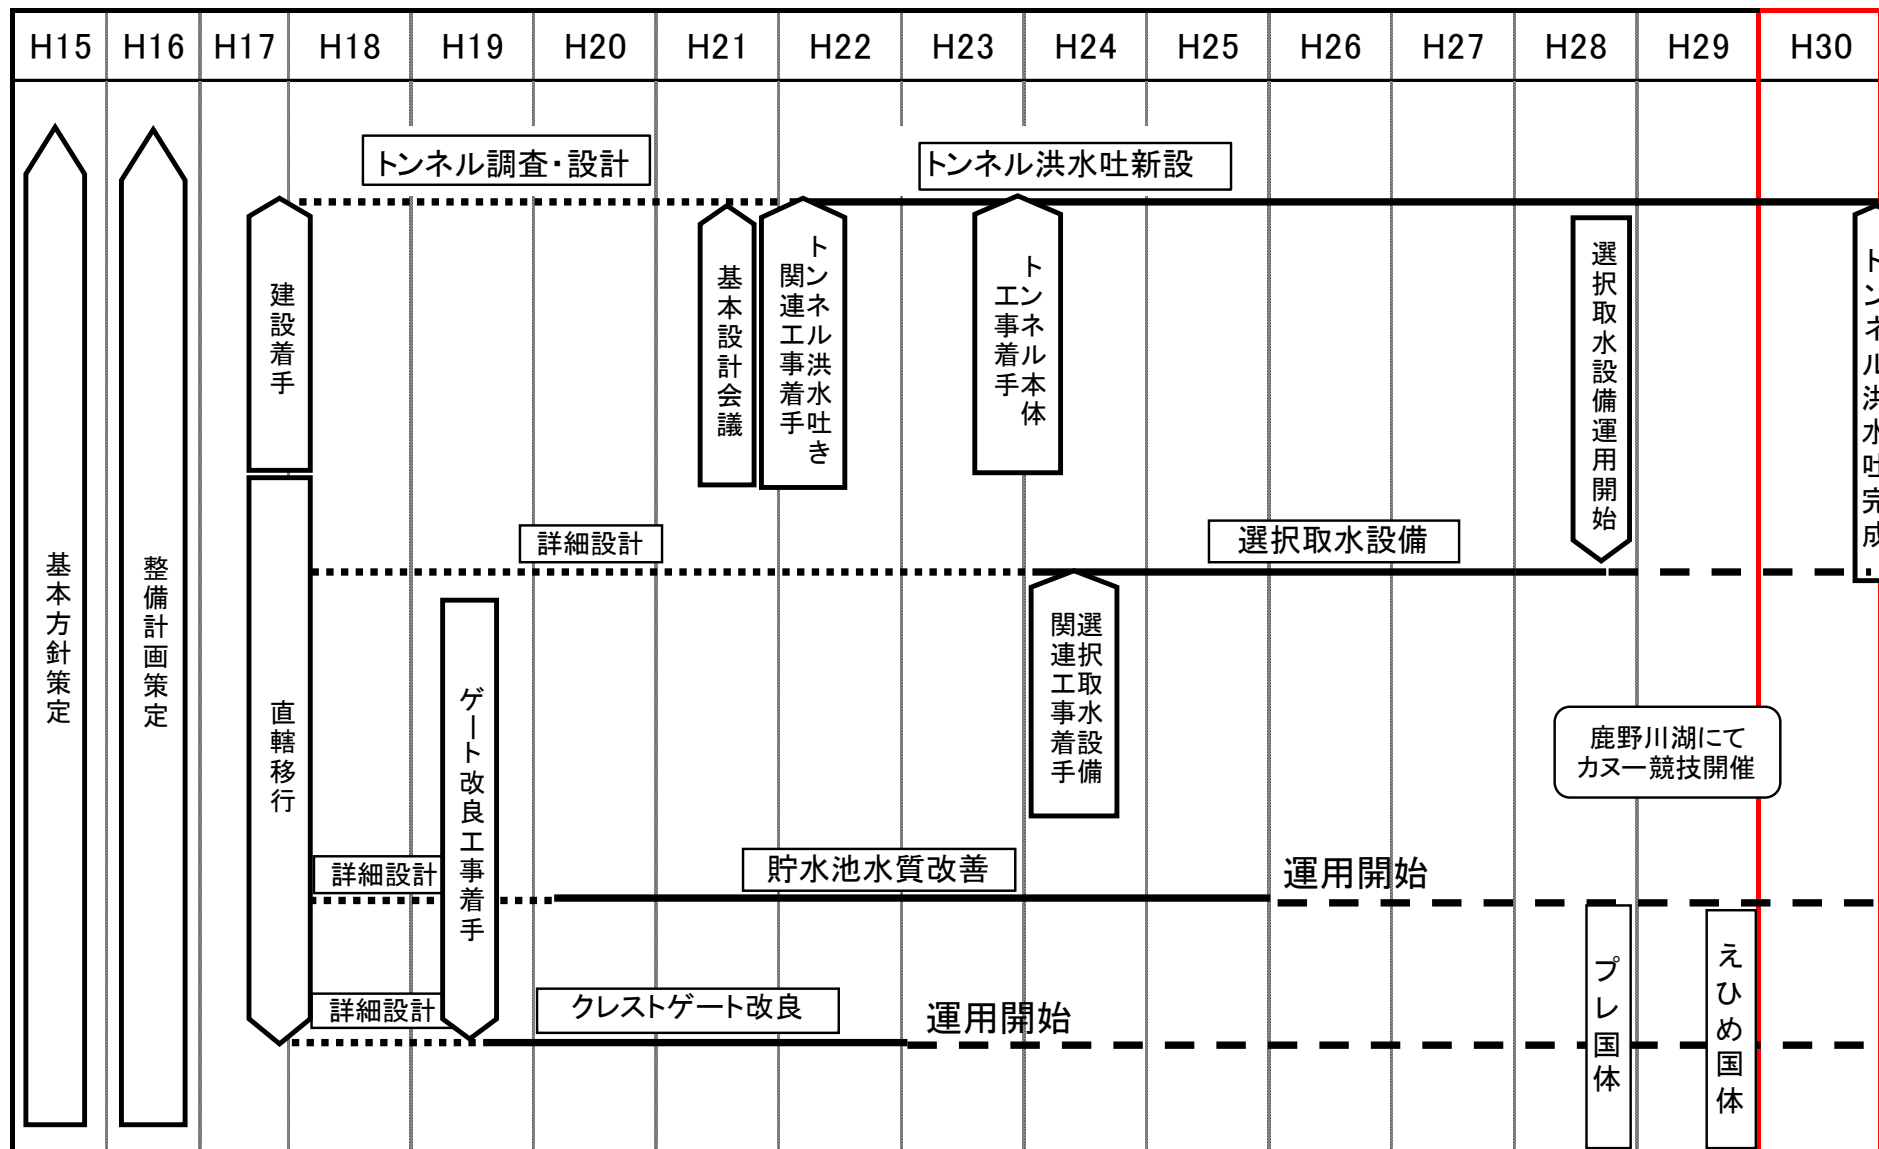 H15 H16 H17 H18 H19 H20 H21 H22 H23 H24 H25 H26 H27 H28 H29 H30
トンネル調査・設計
トンネル洪水吐新設
基本方針策定
整備計画策定
建設着手
直轄移行
基本設計会議
トンネル洪水吐き
関連工事着手
トンネル本体
工事着手
選択取水設備運用開始
トンネル洪水吐完成
詳細設計
選択取水設備
ゲート改良工事着手
選択取水設備
関連工事着手
鹿野川湖にて
カヌー競技開催
詳細設計
貯水池水質改善
運用開始
詳細設計
クレストゲート改良
運用開始
プレ国体
えひめ国体